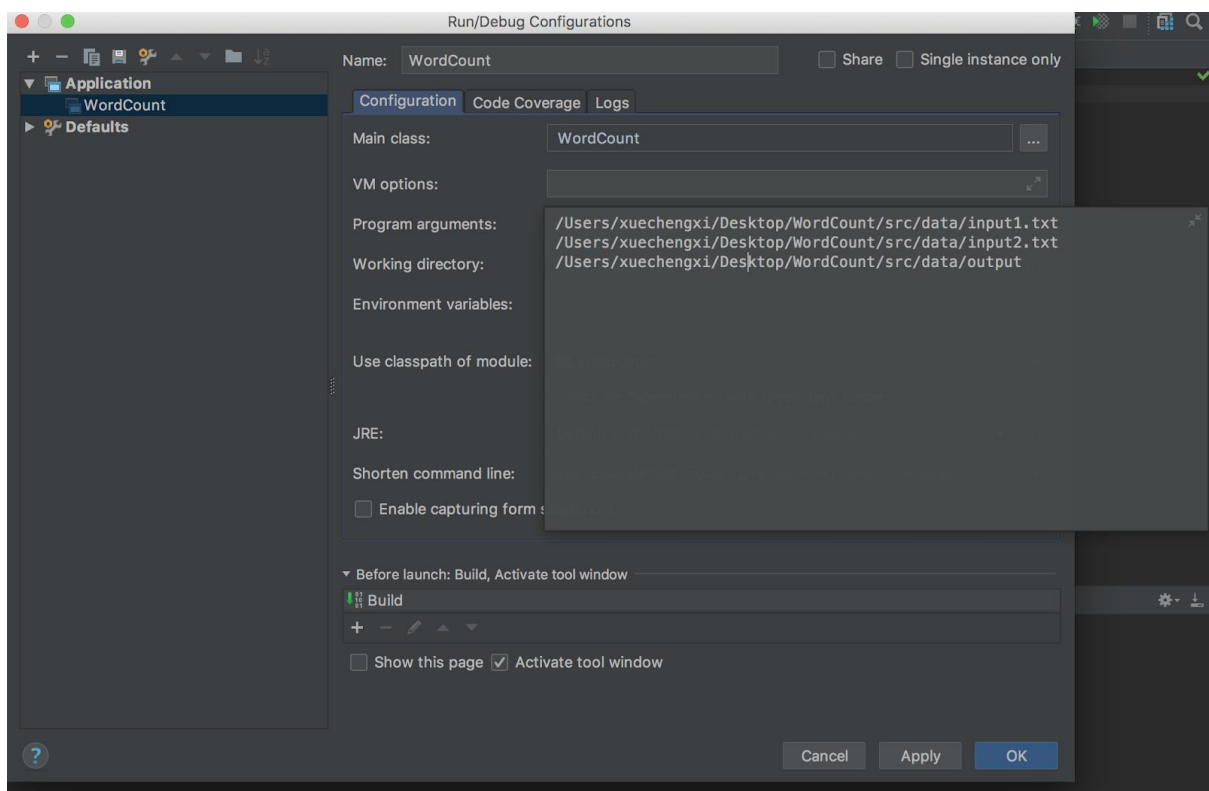 Run/Debug Configurations
Name: WordCount Share Single instance only
Application
WordCount
Defaults
Configuration Code Coverage Logs
Main class: WordCount ...
VM options:
Program arguments: /Users/xuechengxi/Desktop/WordCount/src/data/input1.txt
/Users/xuechengxi/Desktop/WordCount/src/data/input2.txt
Working directory: /Users/xuechengxi/Desktop/WordCount/src/data/output
Environment variables:
Use classpath of module:
JRE:
Shorten command line:
Enable capturing form
Before launch: Build, Activate tool window
Build
Show this page Activate tool window
? Cancel Apply OK